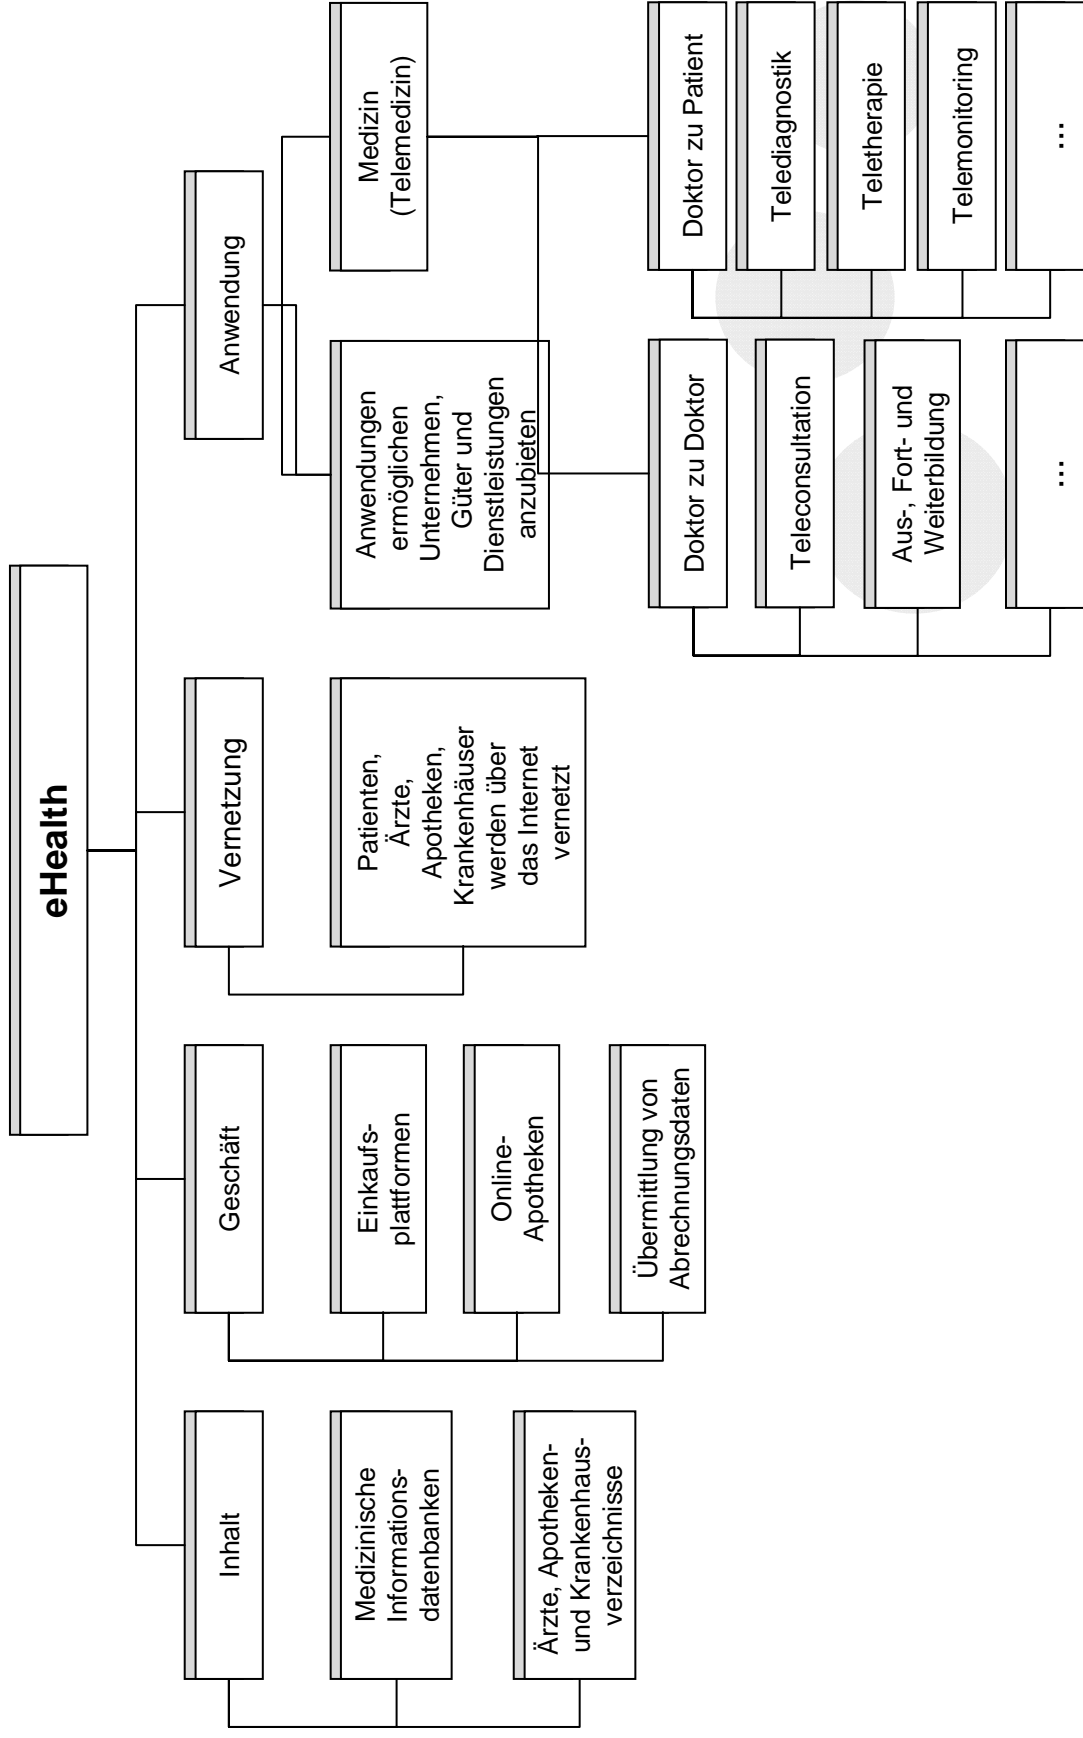 eHealth
Inhalt
Geschäft
Vernetzung
Anwendung
Medizinische
Informations-
datenbanken
Ärzte, Apotheken-
und Krankenhaus-
verzeichnisse
Einkaufs-
plattformen
Online-
Apotheken
Übermittlung von
Abrechnungsdaten
Patienten,
Ärzte,
Apotheken,
Krankenhäuser
werden über
das Internet
vernetzt
Anwendungen
ermöglichen
Unternehmen,
Güter und
Dienstleistungen
anzubieten
Medizin
(Telemedizin)
Doktor zu Doktor
Teleconsultation
Aus-, Fort- und
Weiterbildung
...
Doktor zu Patient
Telediagnostik
Teletherapie
Telemonitoring
...